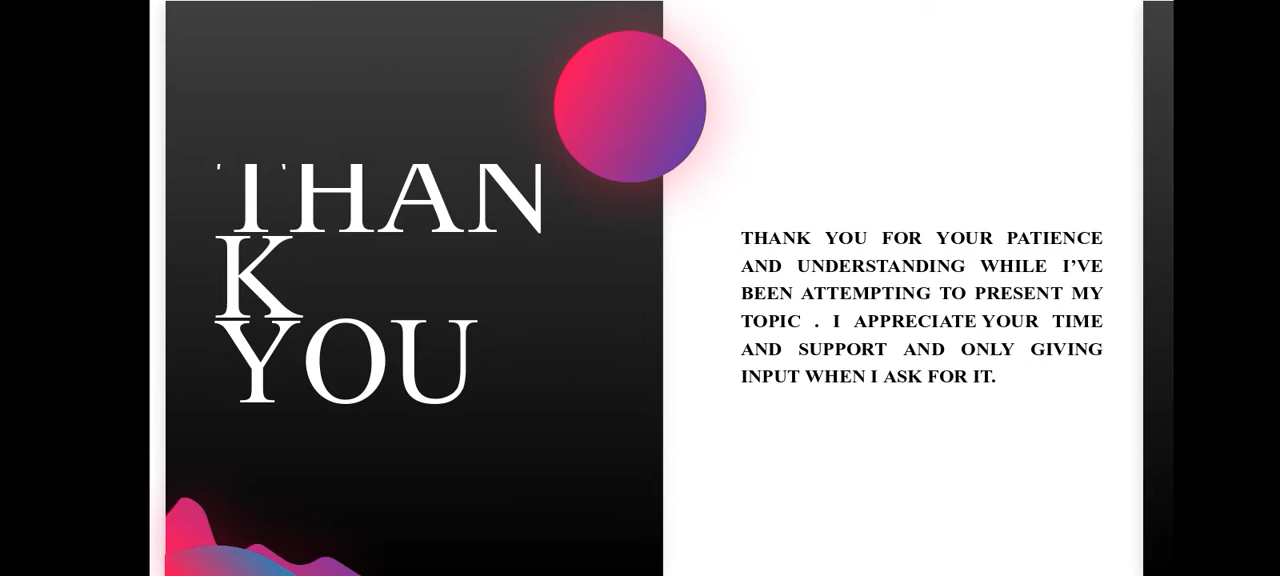 THAN
K
YOU
THANK YOU FOR YOUR PATIENCE
AND UNDERSTANDING WHILE I’VE
BEEN ATTEMPTING TO PRESENT MY
TOPIC . I APPRECIATE YOUR TIME
AND SUPPORT AND ONLY GIVING
INPUT WHEN I ASK FOR IT.